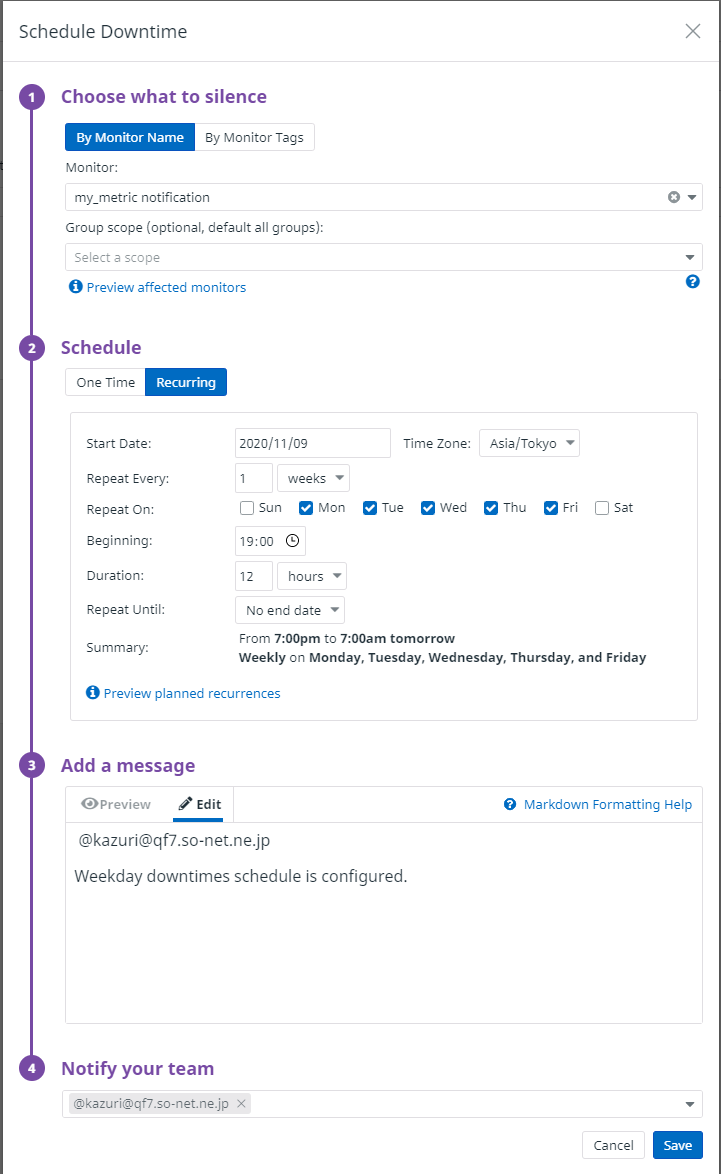 Schedule Downtime
1 Choose what to silence
By Monitor Name By Monitor Tags
Monitor:
my_metric notification
Group scope (optional, default all groups):
Select a scope
Preview affected monitors
2 Schedule
One Time Recurring
Start Date: 2020/11/09 Time Zone: Asia/Tokyo
Repeat Every: 1 weeks
Repeat On: Sun Mon Tue Wed Thu Fri Sat
Beginning: 19:00
Duration: 12 hours
Repeat Until: No end date
Summary: From 7:00pm to 7:00am tomorrow
Weekly on Monday, Tuesday, Wednesday, Thursday, and Friday
Preview planned recurrences
3 Add a message
Preview Edit Markdown Formatting Help
@kazuri@qf7.so-net.ne.jp
Weekday downtimes schedule is configured.
4 Notify your team
@kazuri@qf7.so-net.ne.jp
Cancel Save